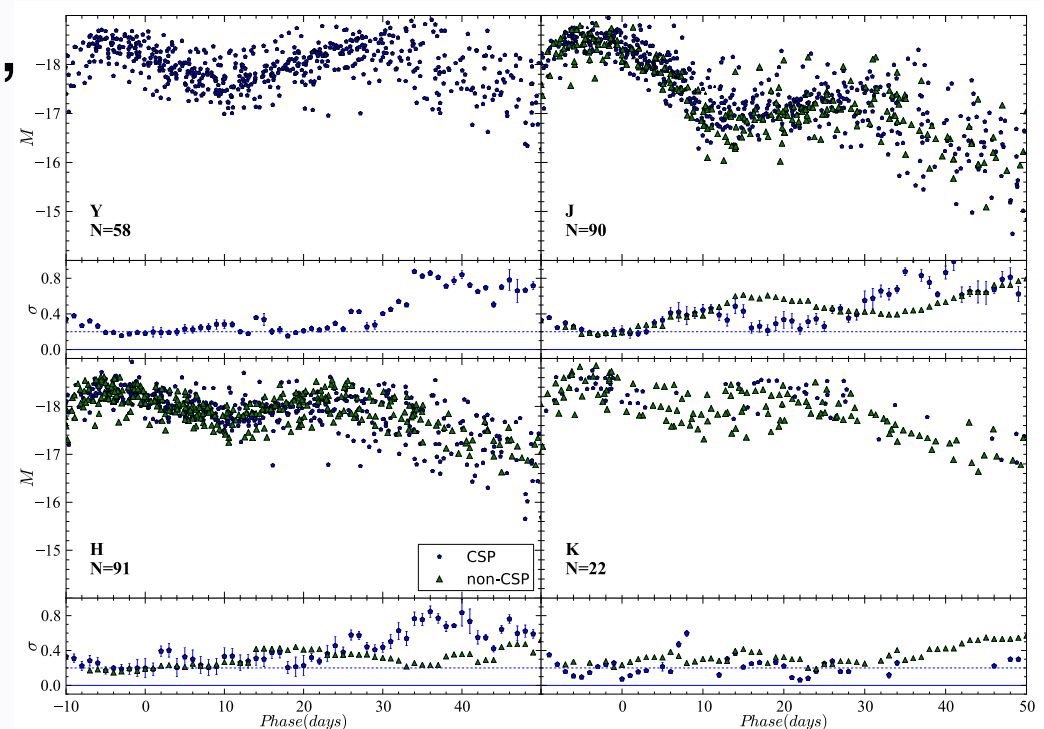 ,
M
−18
−17
−16
−15
Y
N=58
J
N=90
σ
0.8
0.4
0.0
M
−18
−17
−16
−15
H
N=91
CSP
non-CSP
K
N=22
σ
0.8
0.4
0.0
−10 0 10 20 30 40
0 10 20 30 40 50
Phase(days)
Phase(days)